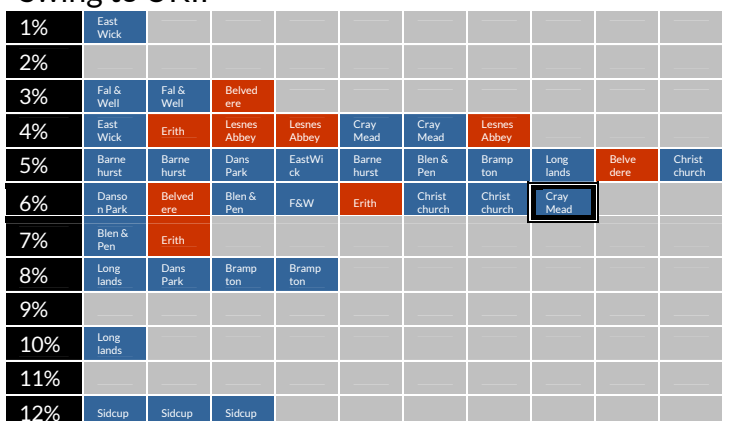 1%
East
Wick
2%
3%
Fal &
Well
Fal &
Well
Belved
ere
4%
East
Wick
Erith
Lesnes
Abbey
Lesnes
Abbey
Cray
Mead
Cray
Mead
Lesnes
Abbey
5%
Barne
hurst
Barne
hurst
Dans
Park
EastWi
ck
Barne
hurst
Blen &
Pen
Bramp
ton
Long
lands
Belve
dere
Christ
church
6%
Danso
n Park
Belved
ere
Blen &
Pen
F&W
Erith
Christ
church
Christ
church
Cray
Mead
7%
Blen &
Pen
Erith
8%
Long
lands
Dans
Park
Bramp
ton
Bramp
ton
9%
10%
Long
lands
11%
12%
Sidcup
Sidcup
Sidcup